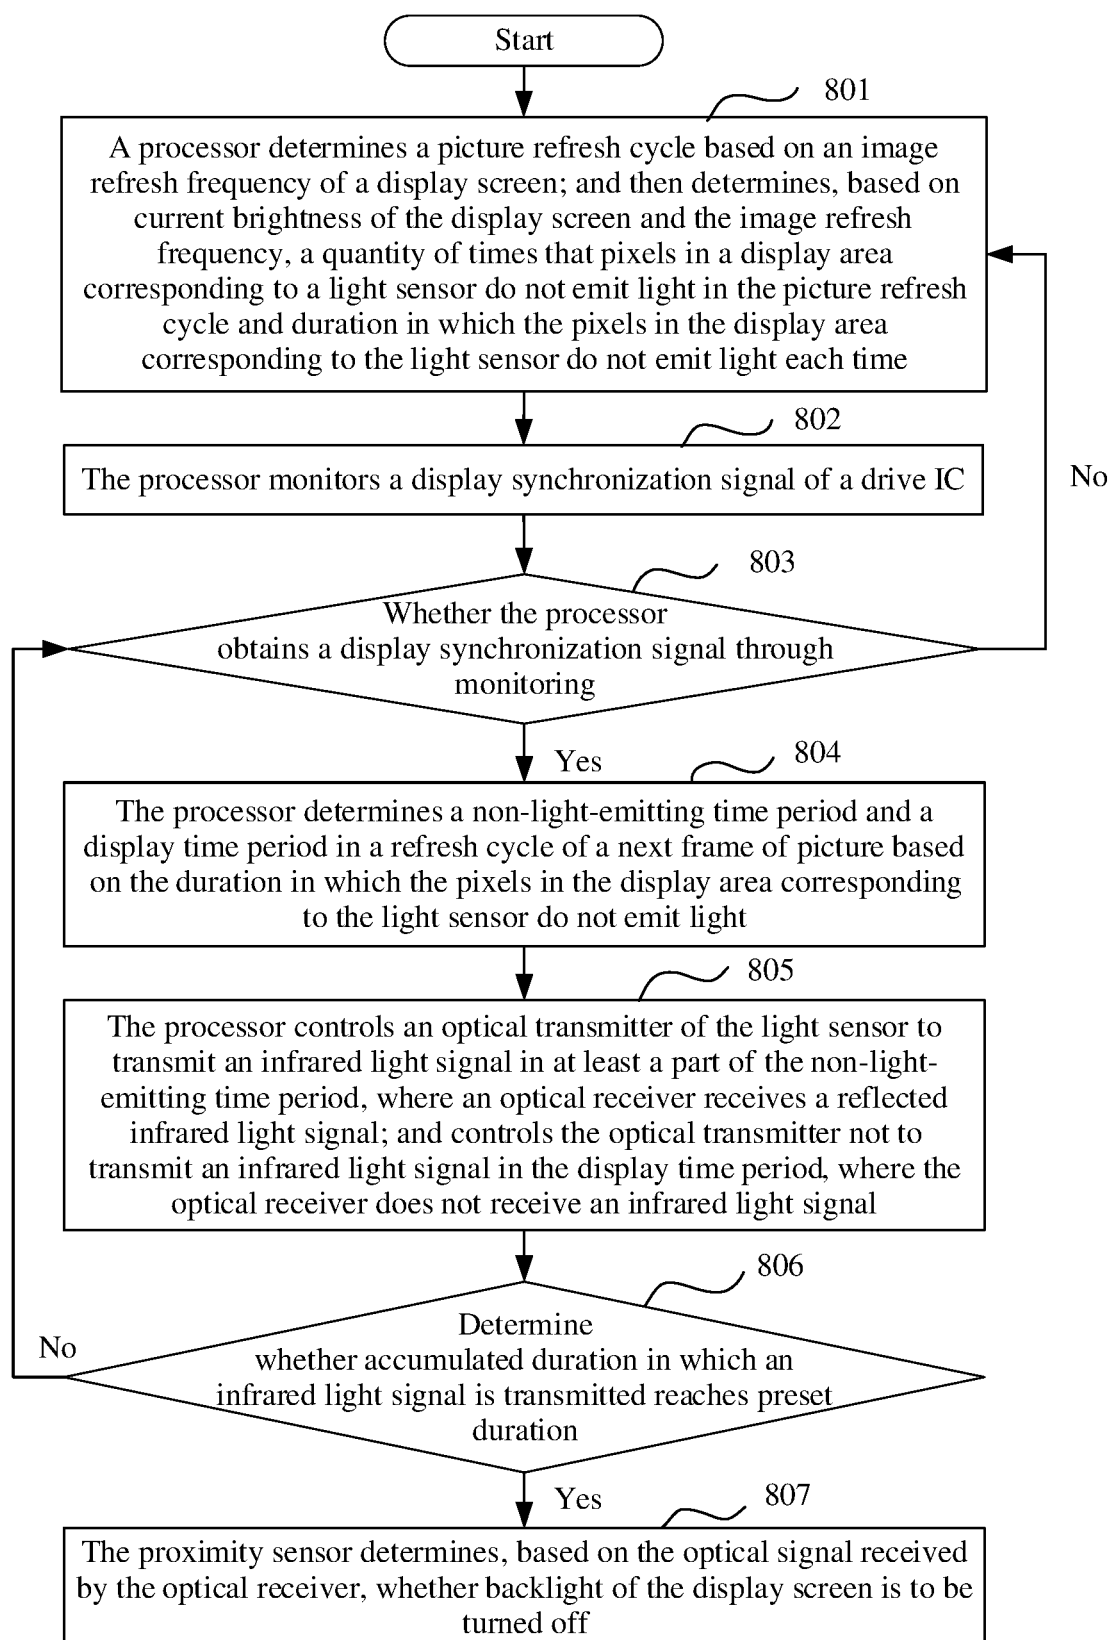 Start
801
A processor determines a picture refresh cycle based on an image
refresh frequency of a display screen; and then determines, based on
current brightness of the display screen and the image refresh
frequency, a quantity of times that pixels in a display area
corresponding to a light sensor do not emit light in the picture refresh
cycle and duration in which the pixels in the display area
corresponding to the light sensor do not emit light each time
802
The processor monitors a display synchronization signal of a drive IC
No
803
Whether the processor
obtains a display synchronization signal through
monitoring
Yes
804
The processor determines a non-light-emitting time period and a
display time period in a refresh cycle of a next frame of picture based
on the duration in which the pixels in the display area corresponding
to the light sensor do not emit light
805
The processor controls an optical transmitter of the light sensor to
transmit an infrared light signal in at least a part of the non-light-
emitting time period, where an optical receiver receives a reflected
infrared light signal; and controls the optical transmitter not to
transmit an infrared light signal in the display time period, where the
optical receiver does not receive an infrared light signal
806
No
Determine
whether accumulated duration in which an
infrared light signal is transmitted reaches preset
duration
Yes
807
The proximity sensor determines, based on the optical signal received
by the optical receiver, whether backlight of the display screen is to be
turned off